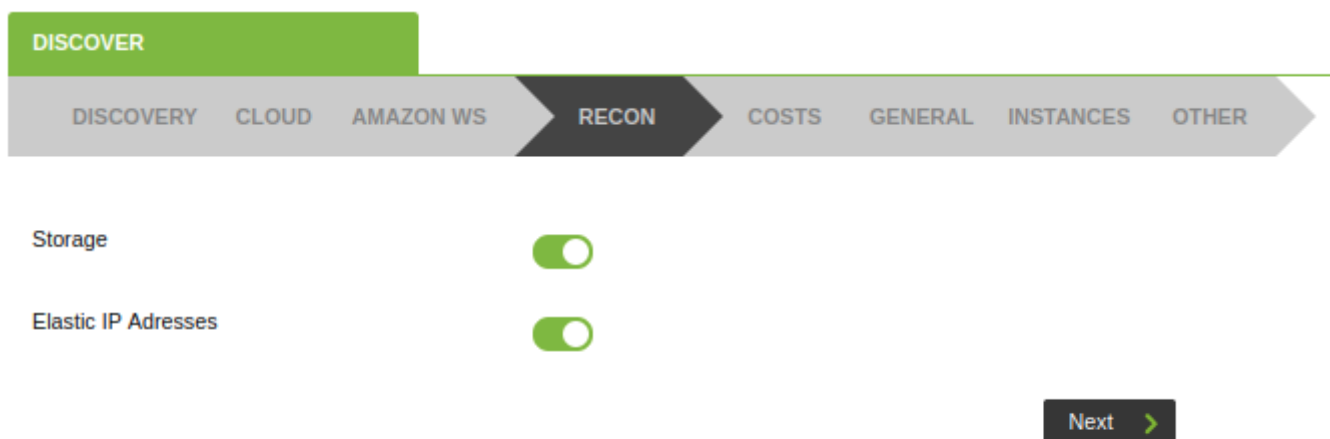 DISCOVER
DISCOVERY CLOUD AMAZON WS RECON COSTS GENERAL INSTANCES OTHER
Storage
Elastic IP Adresses
Next